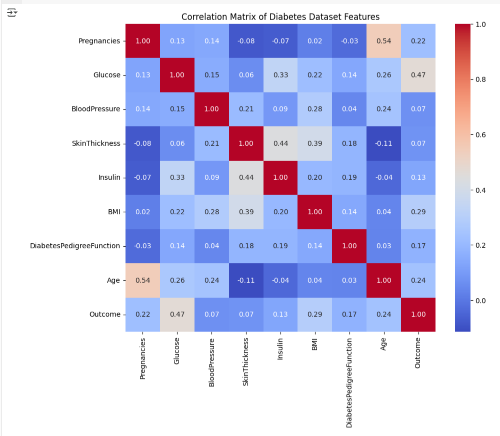 Correlation Matrix of Diabetes Dataset Features
Pregnancies 1.00 0.13 0.14 -0.08 -0.07 0.02 -0.03 0.54 0.22
Glucose 0.13 1.00 0.15 0.06 0.33 0.22 0.14 0.26 0.47
BloodPressure 0.14 0.15 1.00 0.21 0.09 0.28 0.04 0.24 0.07
SkinThickness -0.08 0.06 0.21 1.00 0.44 0.39 0.18 -0.11 0.07
Insulin -0.07 0.33 0.09 0.44 1.00 0.20 0.19 -0.04 0.13
BMI 0.02 0.22 0.28 0.39 0.20 1.00 0.14 0.04 0.29
DiabetesPedigreeFunction -0.03 0.14 0.04 0.18 0.19 0.14 1.00 0.03 0.17
Age 0.54 0.26 0.24 -0.11 -0.04 0.04 0.03 1.00 0.24
Outcome 0.22 0.47 0.07 0.07 0.13 0.29 0.17 0.24 1.00
Pregnancies
Glucose
BloodPressure
SkinThickness
Insulin
BMI
DiabetesPedigreeFunction
Age
Outcome
1.0
0.8
0.6
0.4
0.2
0.0